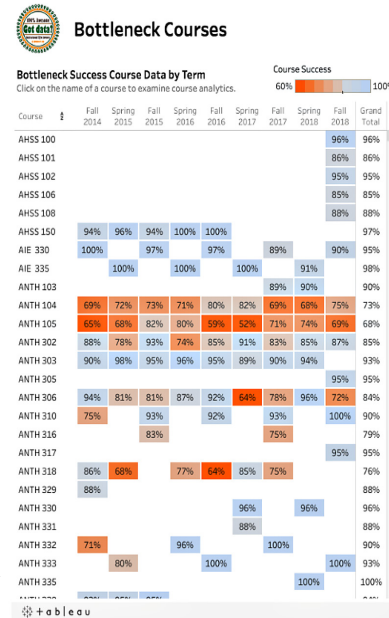 100% Accurate
Got data!
Bottleneck Courses
Bottleneck Success Course Data by Term
Click on the name of a course to examine course analytics.
Course Success
60% 100%
Course Fall 2014 Spring 2015 Fall 2015 Spring 2016 Fall 2016 Spring 2017 Fall 2017 Spring 2018 Fall 2018 Grand Total
AHSS 100 96% 96%
AHSS 101 86% 86%
AHSS 102 95% 95%
AHSS 106 85% 85%
AHSS 108 88% 88%
AHSS 150 94% 96% 94% 100% 100% 97%
AIE 330 100% 97% 97% 89% 90% 95%
AIE 335 100% 100% 100% 91% 98%
ANTH 103 89% 90% 90%
ANTH 104 69% 72% 73% 71% 80% 82% 69% 68% 75% 73%
ANTH 105 65% 68% 82% 80% 59% 52% 71% 74% 69% 68%
ANTH 302 88% 78% 93% 74% 85% 91% 83% 85% 87% 85%
ANTH 303 90% 98% 95% 96% 95% 89% 90% 94% 93%
ANTH 305 95% 95%
ANTH 306 94% 81% 81% 87% 92% 64% 78% 96% 72% 84%
ANTH 310 75% 93% 92% 93% 100% 90%
ANTH 316 83% 75% 79%
ANTH 317 95% 95%
ANTH 318 86% 68% 77% 64% 85% 75% 76%
ANTH 329 88% 88%
ANTH 330 96% 96% 96%
ANTH 331 88% 88%
ANTH 332 71% 96% 100% 90%
ANTH 333 80% 100% 100% 93%
ANTH 335 100% 100%
+ableau